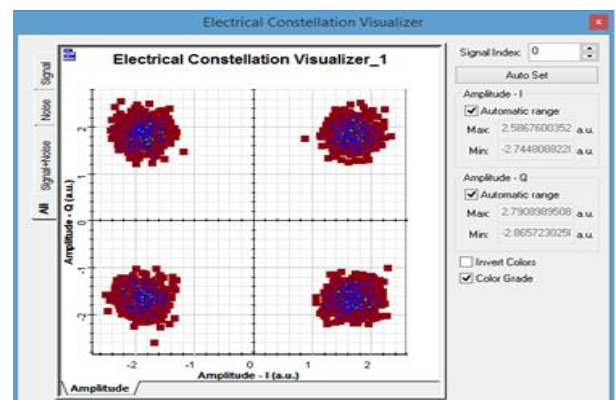 Electrical Constellation Visualizer
Signal Index: 0
Auto Set
Amplitude - I
Automatic range
Max: 2.5867600352 a.u.
Min: -2.744808822 a.u.
Amplitude - Q
Automatic range
Max: 2.7908989508 a.u.
Min: -2.865723025 a.u.
Invert Colors
Color Grade
Signal
Noise
Signal+Noise
All
Electrical Constellation Visualizer_1
Amplitude - Q (a.u.)
2
1
0
-1
-2
-2 -1 0 1 2
Amplitude - I (a.u.)
Amplitude